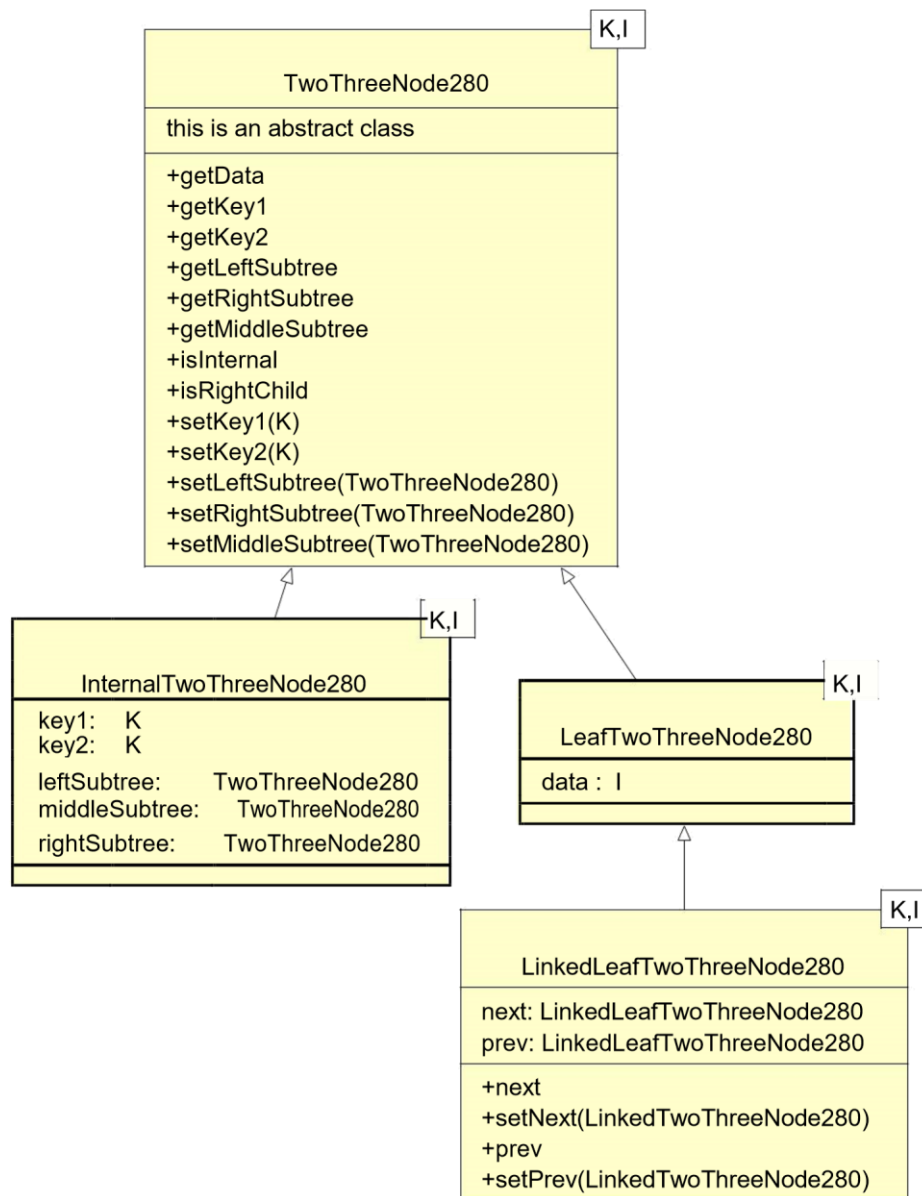 K,I
TwoThreeNode280
this is an abstract class
+getData
+getKey1
+getKey2
+getLeftSubtree
+getRightSubtree
+getMiddleSubtree
+isInternal
+isRightChild
+setKey1(K)
+setKey2(K)
+setLeftSubtree(TwoThreeNode280)
+setRightSubtree(TwoThreeNode280)
+setMiddleSubtree(TwoThreeNode280)
K,I
InternalTwoThreeNode280
key1: K
key2: K
leftSubtree: TwoThreeNode280
middleSubtree: TwoThreeNode280
rightSubtree: TwoThreeNode280
K,I
LeafTwoThreeNode280
data : I
K,I
LinkedLeafTwoThreeNode280
next: LinkedLeafTwoThreeNode280
prev: LinkedLeafTwoThreeNode280
+next
+setNext(LinkedTwoThreeNode280)
+prev
+setPrev(LinkedTwoThreeNode280)